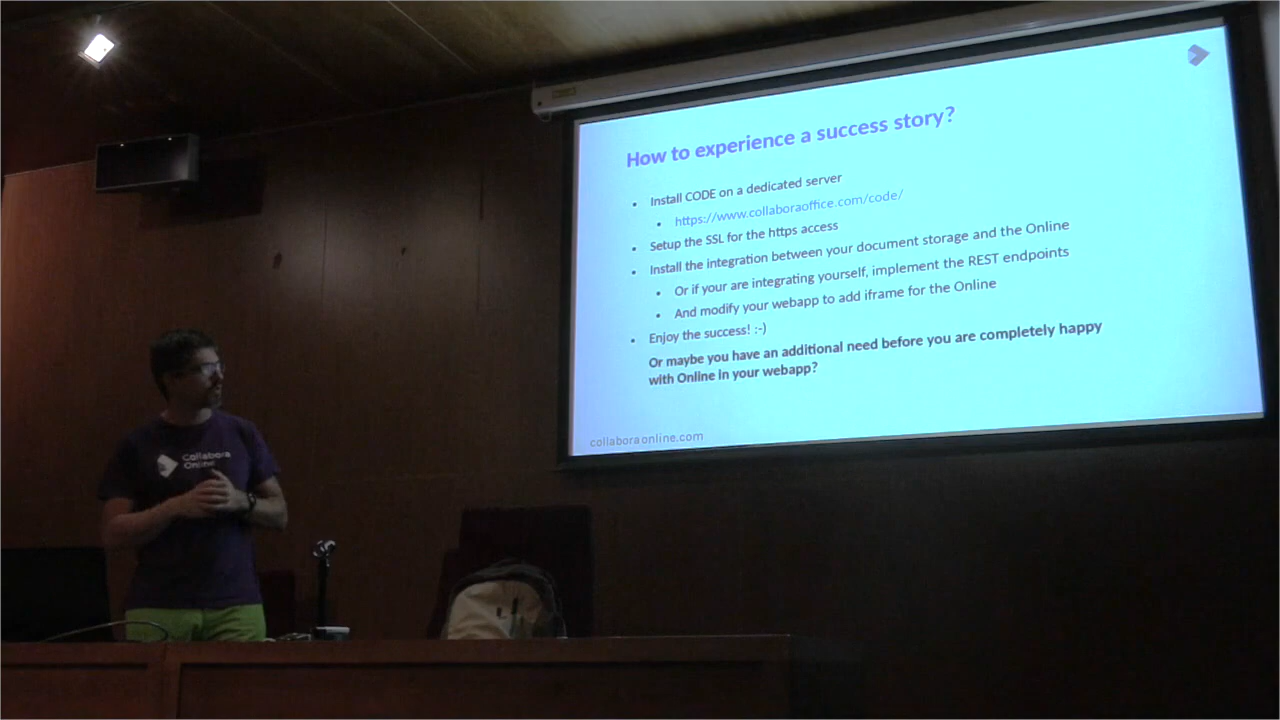 How to experience a success story?
Install CODE on a dedicated server
https://www.collaboraoffice.com/code/
Setup the SSL for the https access
Install the integration between your document storage and the Online
Or if your are integrating yourself, implement the REST endpoints
And modify your webapp to add iframe for the Online
Enjoy the success! :-)
Or maybe you have an additional need before you are completely happy
with Online in your webapp?
collaboraonline.com
Collabora
Online